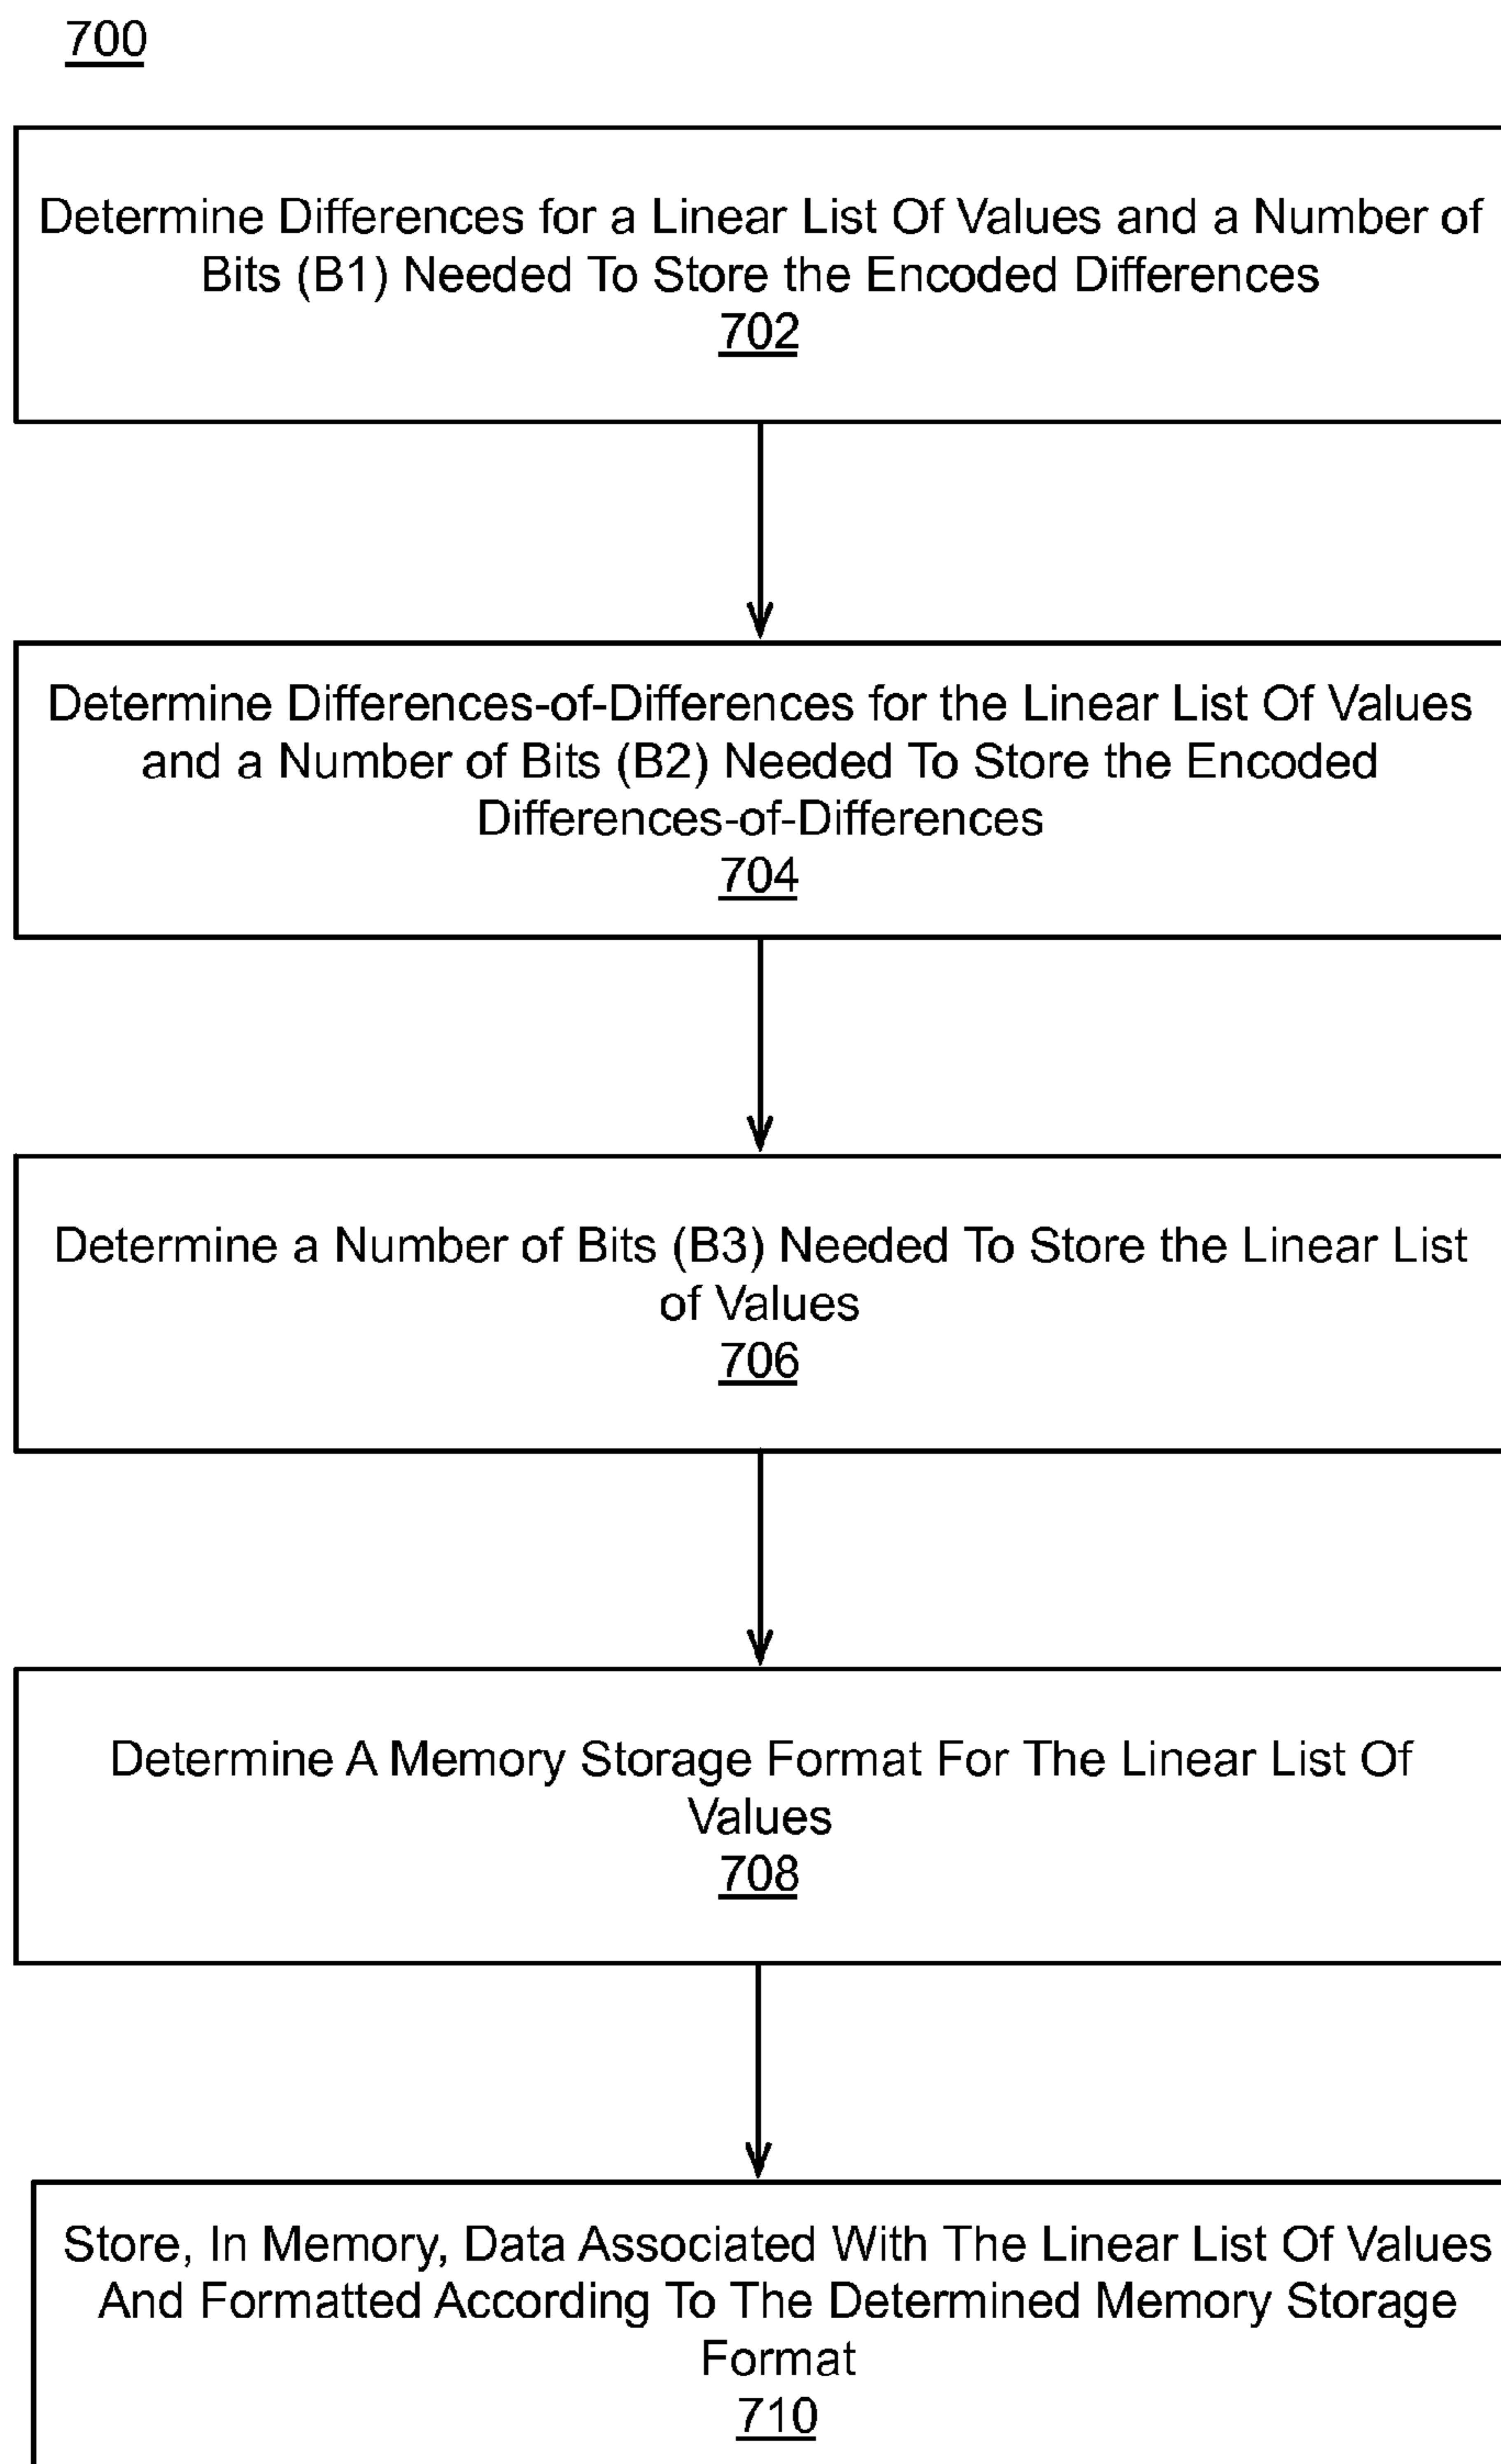 700
Determine Differences for a Linear List Of Values and a Number of
Bits (B1) Needed To Store the Encoded Differences
702
Determine Differences-of-Differences for the Linear List Of Values
and a Number of Bits (B2) Needed To Store the Encoded
Differences-of-Differences
704
Determine a Number of Bits (B3) Needed To Store the Linear List
of Values
706
Determine A Memory Storage Format For The Linear List Of
Values
708
Store, In Memory, Data Associated With The Linear List Of Values
And Formatted According To The Determined Memory Storage
Format
710